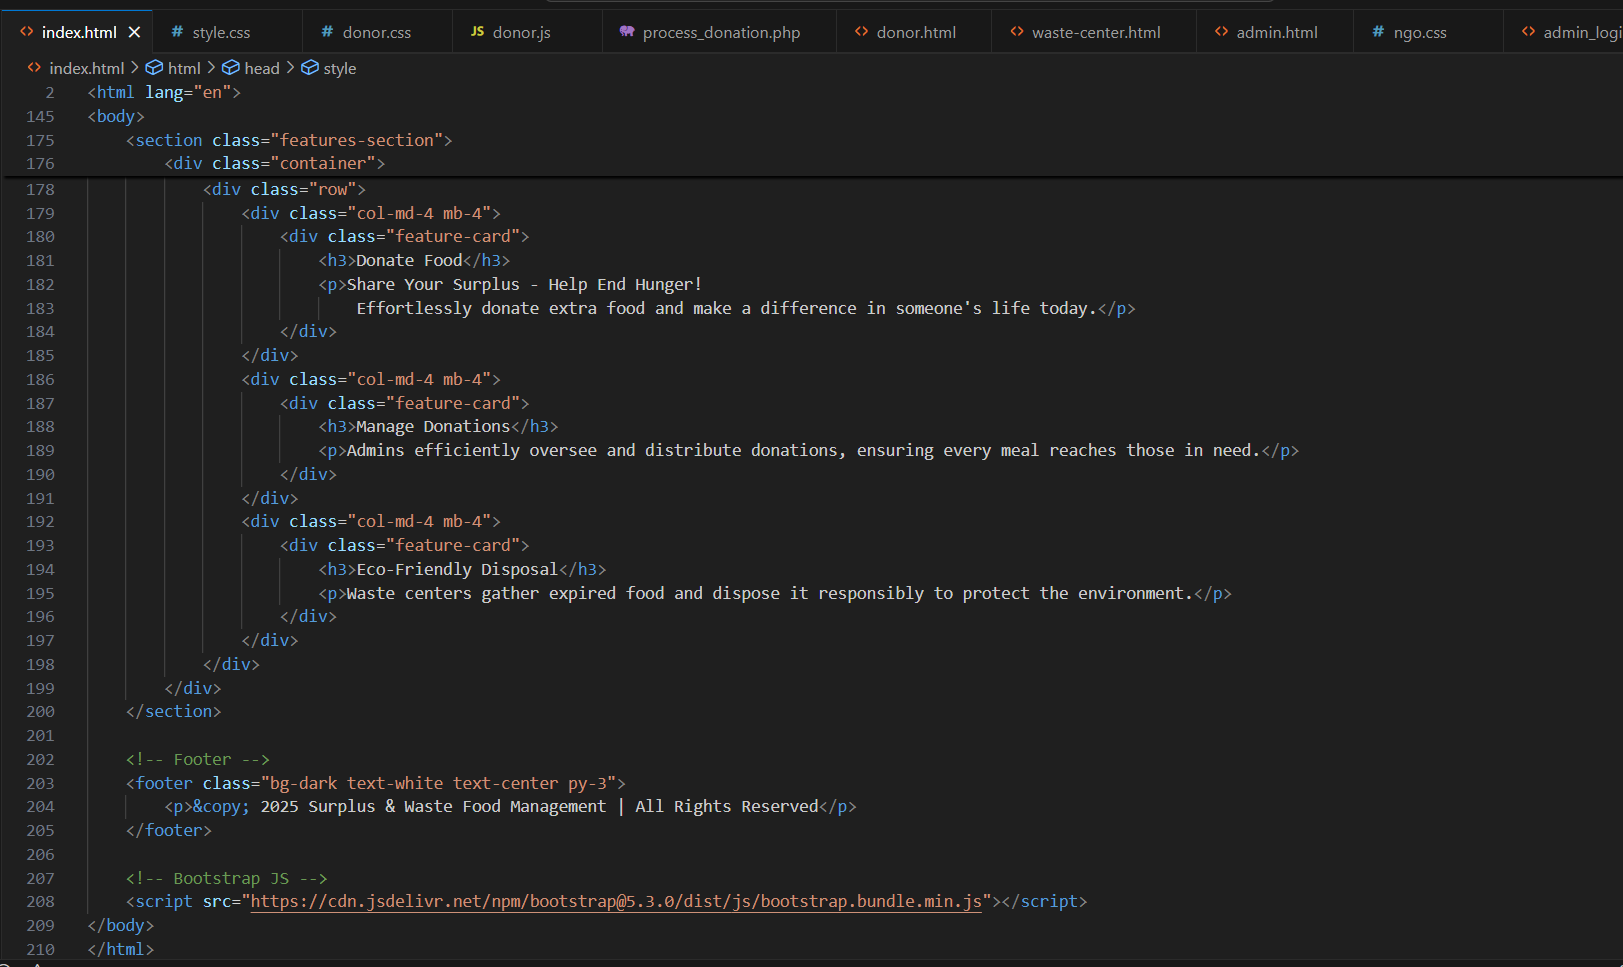 index.html style.css donor.css JS donor.js process_donation.php donor.html waste-center.html admin.html ngo.css admin_logi
index.html > html > head > style
2 <html lang="en">
145 <body>
175 <section class="features-section">
176 <div class="container">
178 <div class="row">
179 <div class="col-md-4 mb-4">
180 <div class="feature-card">
181 <h3>Donate Food</h3>
182 <p>Share Your Surplus - Help End Hunger!
183 Effortlessly donate extra food and make a difference in someone's life today.</p>
184 </div>
185 </div>
186 <div class="col-md-4 mb-4">
187 <div class="feature-card">
188 <h3>Manage Donations</h3>
189 <p>Admins efficiently oversee and distribute donations, ensuring every meal reaches those in need.</p>
190 </div>
191 </div>
192 <div class="col-md-4 mb-4">
193 <div class="feature-card">
194 <h3>Eco-Friendly Disposal</h3>
195 <p>Waste centers gather expired food and dispose it responsibly to protect the environment.</p>
196 </div>
197 </div>
198 </div>
199 </div>
200 </section>
201
202 <!-- Footer -->
203 <footer class="bg-dark text-white text-center py-3">
204 <p>&copy; 2025 Surplus & Waste Food Management | All Rights Reserved</p>
205 </footer>
206
207 <!-- Bootstrap JS -->
208 <script src="https://cdn.jsdelivr.net/npm/bootstrap@5.3.0/dist/js/bootstrap.bundle.min.js"></script>
209 </body>
210 </html>